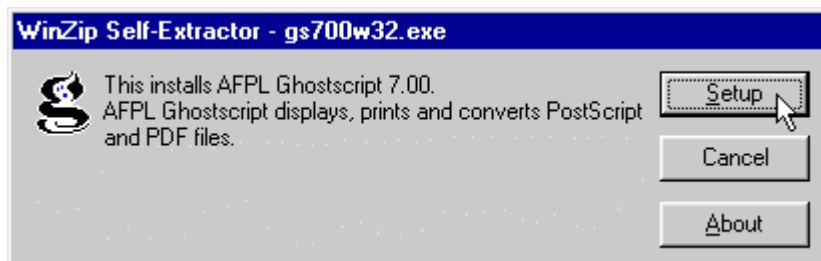 WinZip Self-Extractor - gs700w32.exe
This installs AFPL Ghostscript 7.00.
AFPL Ghostscript displays, prints and converts PostScript
and PDF files.
Setup
Cancel
About